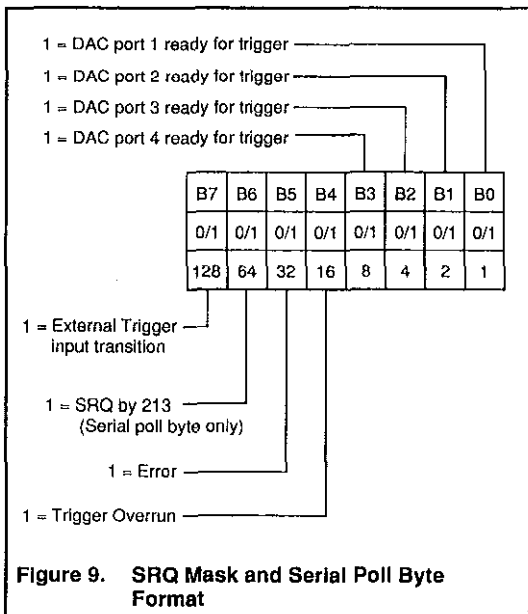 1 = DAC port 1 ready for trigger
1 = DAC port 2 ready for trigger
1 = DAC port 3 ready for trigger
1 = DAC port 4 ready for trigger
B7 B6 B5 B4 B3 B2 B1 B0
0/1 0/1 0/1 0/1 0/1 0/1 0/1 0/1
128 64 32 16 8 4 2 1
1 = External Trigger
input transition
1 = SRQ by 213
(Serial poll byte only)
1 = Error
1 = Trigger Overrun
Figure 9. SRQ Mask and Serial Poll Byte
Format